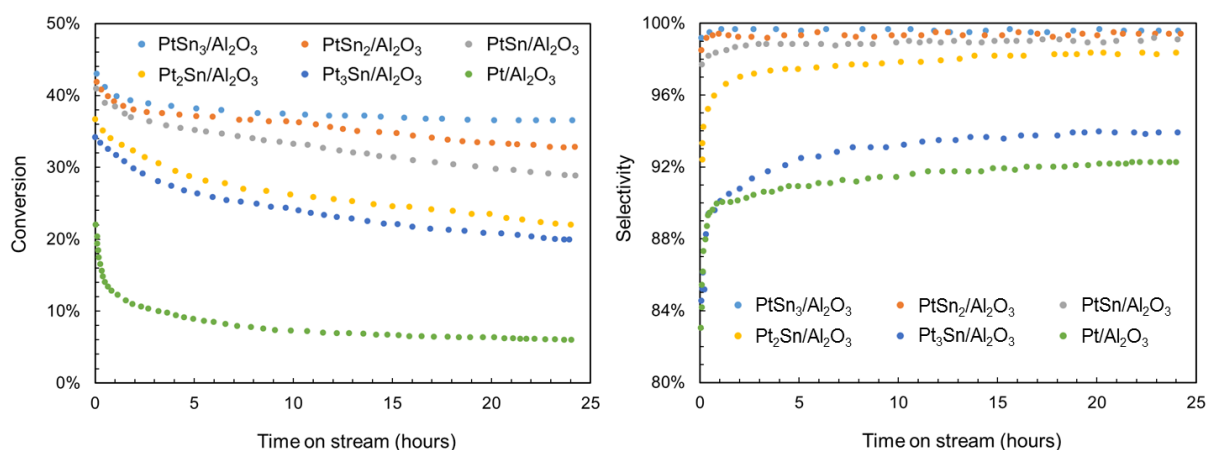 50%
40%
30%
20%
10%
0%
Conversion
PtSn₃/Al₂O₃ PtSn₂/Al₂O₃ PtSn/Al₂O₃
Pt₂Sn/Al₂O₃ Pt₃Sn/Al₂O₃ Pt/Al₂O₃
0 5 10 15 20 25
Time on stream (hours)
100%
96%
92%
88%
84%
80%
Selectivity
PtSn₃/Al₂O₃ PtSn₂/Al₂O₃ PtSn/Al₂O₃
Pt₂Sn/Al₂O₃ Pt₃Sn/Al₂O₃ Pt/Al₂O₃
0 5 10 15 20 25
Time on stream (hours)